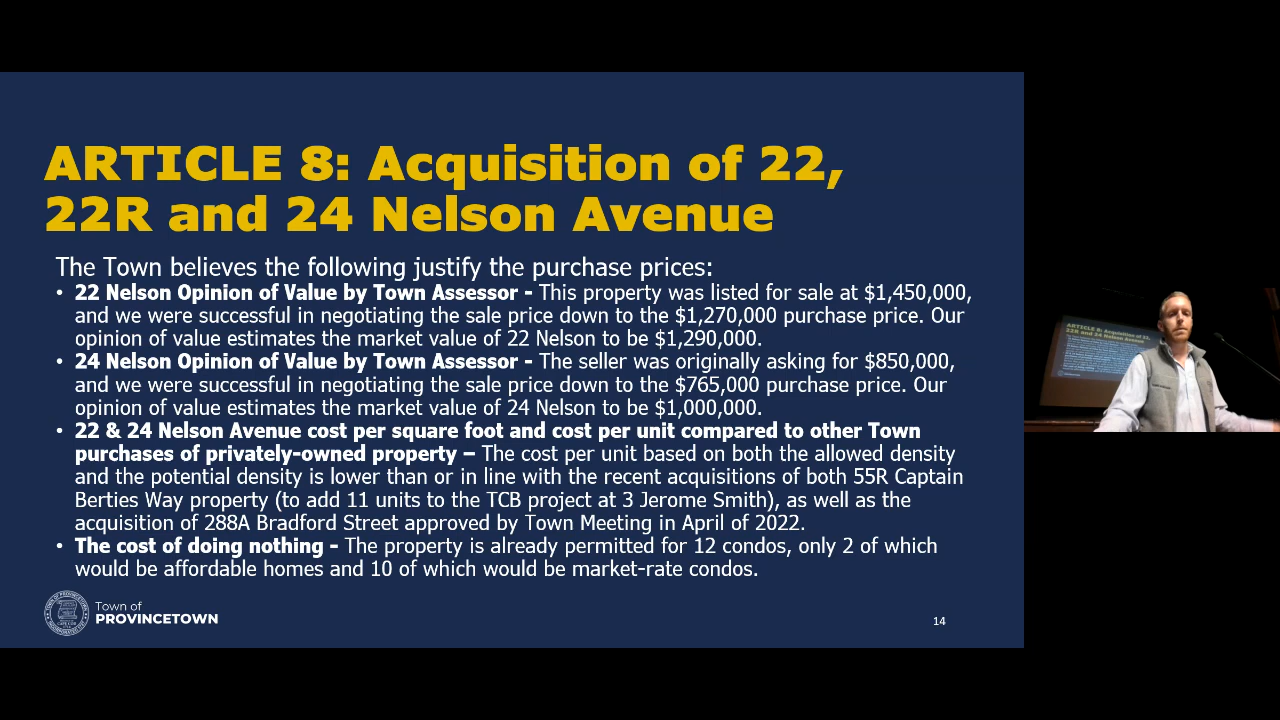 ARTICLE 8: Acquisition of 22,
22R and 24 Nelson Avenue
The Town believes the following justify the purchase prices:
• 22 Nelson Opinion of Value by Town Assessor - This property was listed for sale at $1,450,000,
and we were successful in negotiating the sale price down to the $1,270,000 purchase price. Our
opinion of value estimates the market value of 22 Nelson to be $1,290,000.
• 24 Nelson Opinion of Value by Town Assessor - The seller was originally asking for $850,000,
and we were successful in negotiating the sale price down to the $765,000 purchase price. Our
opinion of value estimates the market value of 24 Nelson to be $1,000,000.
• 22 & 24 Nelson Avenue cost per square foot and cost per unit compared to other Town
purchases of privately-owned property – The cost per unit based on both the allowed density
and the potential density is lower than or in line with the recent acquisitions of both 55R Captain
Berties Way property (to add 11 units to the TCB project at 3 Jerome Smith), as well as the
acquisition of 288A Bradford Street approved by Town Meeting in April of 2022.
• The cost of doing nothing - The property is already permitted for 12 condos, only 2 of which
would be affordable homes and 10 of which would be market-rate condos.
Town of
PROVINCETOWN
14
ARTICLE 8: Acquisition of 22,
22R and 24 Nelson Avenue